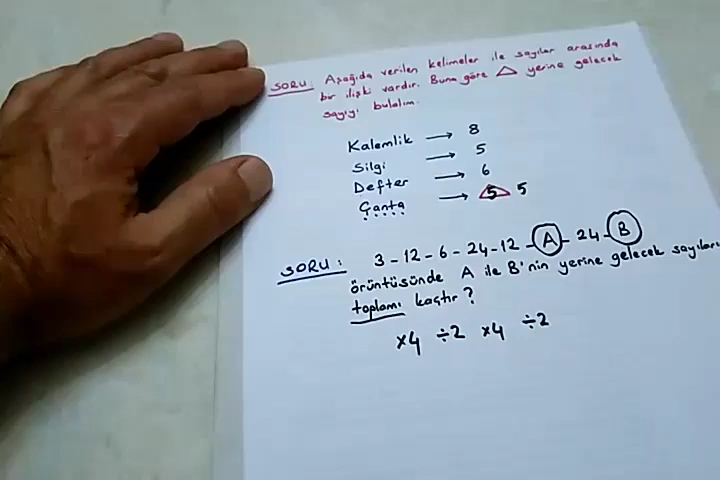 SORU: Aşağıda verilen kelimeler ile sayılar arasında
bir ilişki vardır. Buna göre △ yerine gelecek
sayıyı bulalım.
Kalemlik → 8
Silgi → 5
Defter → 6
Çanta → 5 5
SORU: 3 - 12 - 6 - 24 - 12 - A - 24 - B
örüntüsünde A ile B'nin yerine gelecek sayıların
toplamı kaçtır?
×4 ÷2 ×4 ÷2